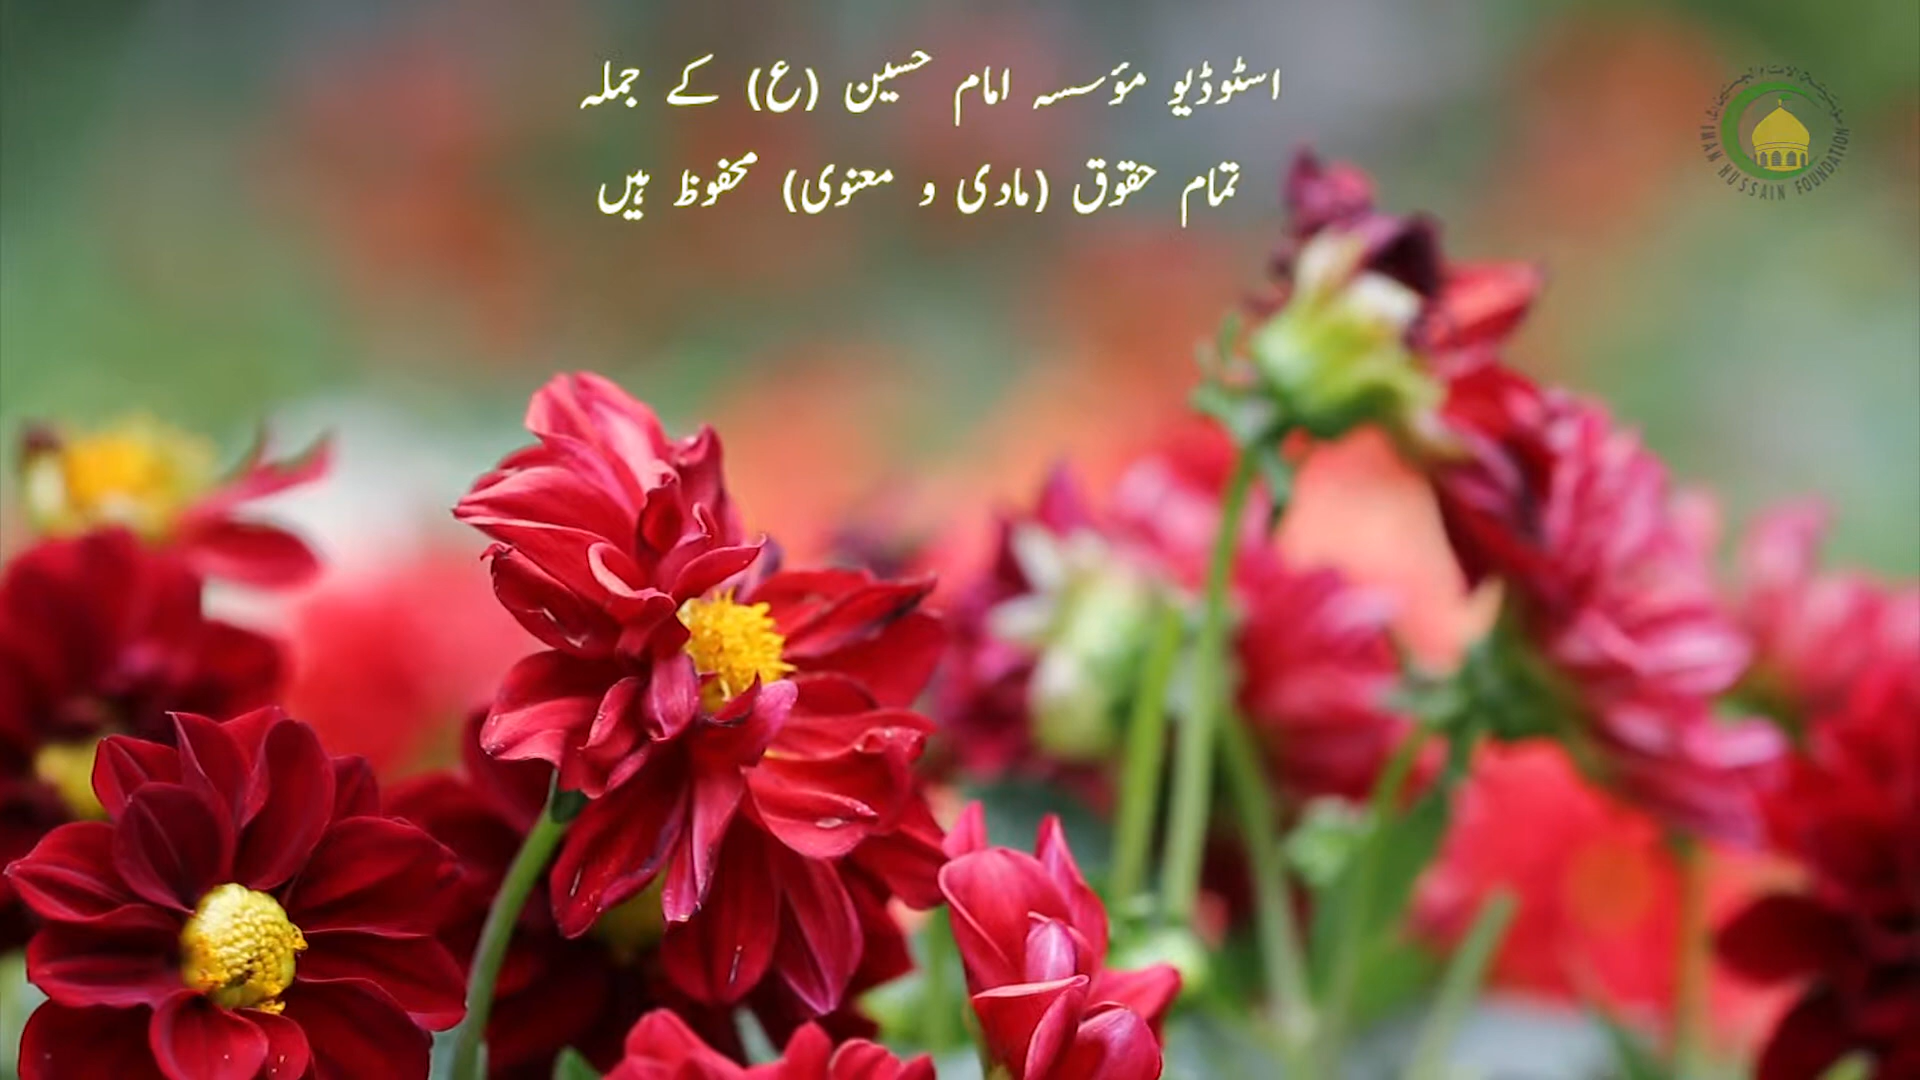 اسٹوڈیو مؤسسہ امام حسین (ع) کے جملہ
تمام حقوق (مادی و معنوی) محفوظ ہیں
IMAM HUSSAIN FOUNDATION